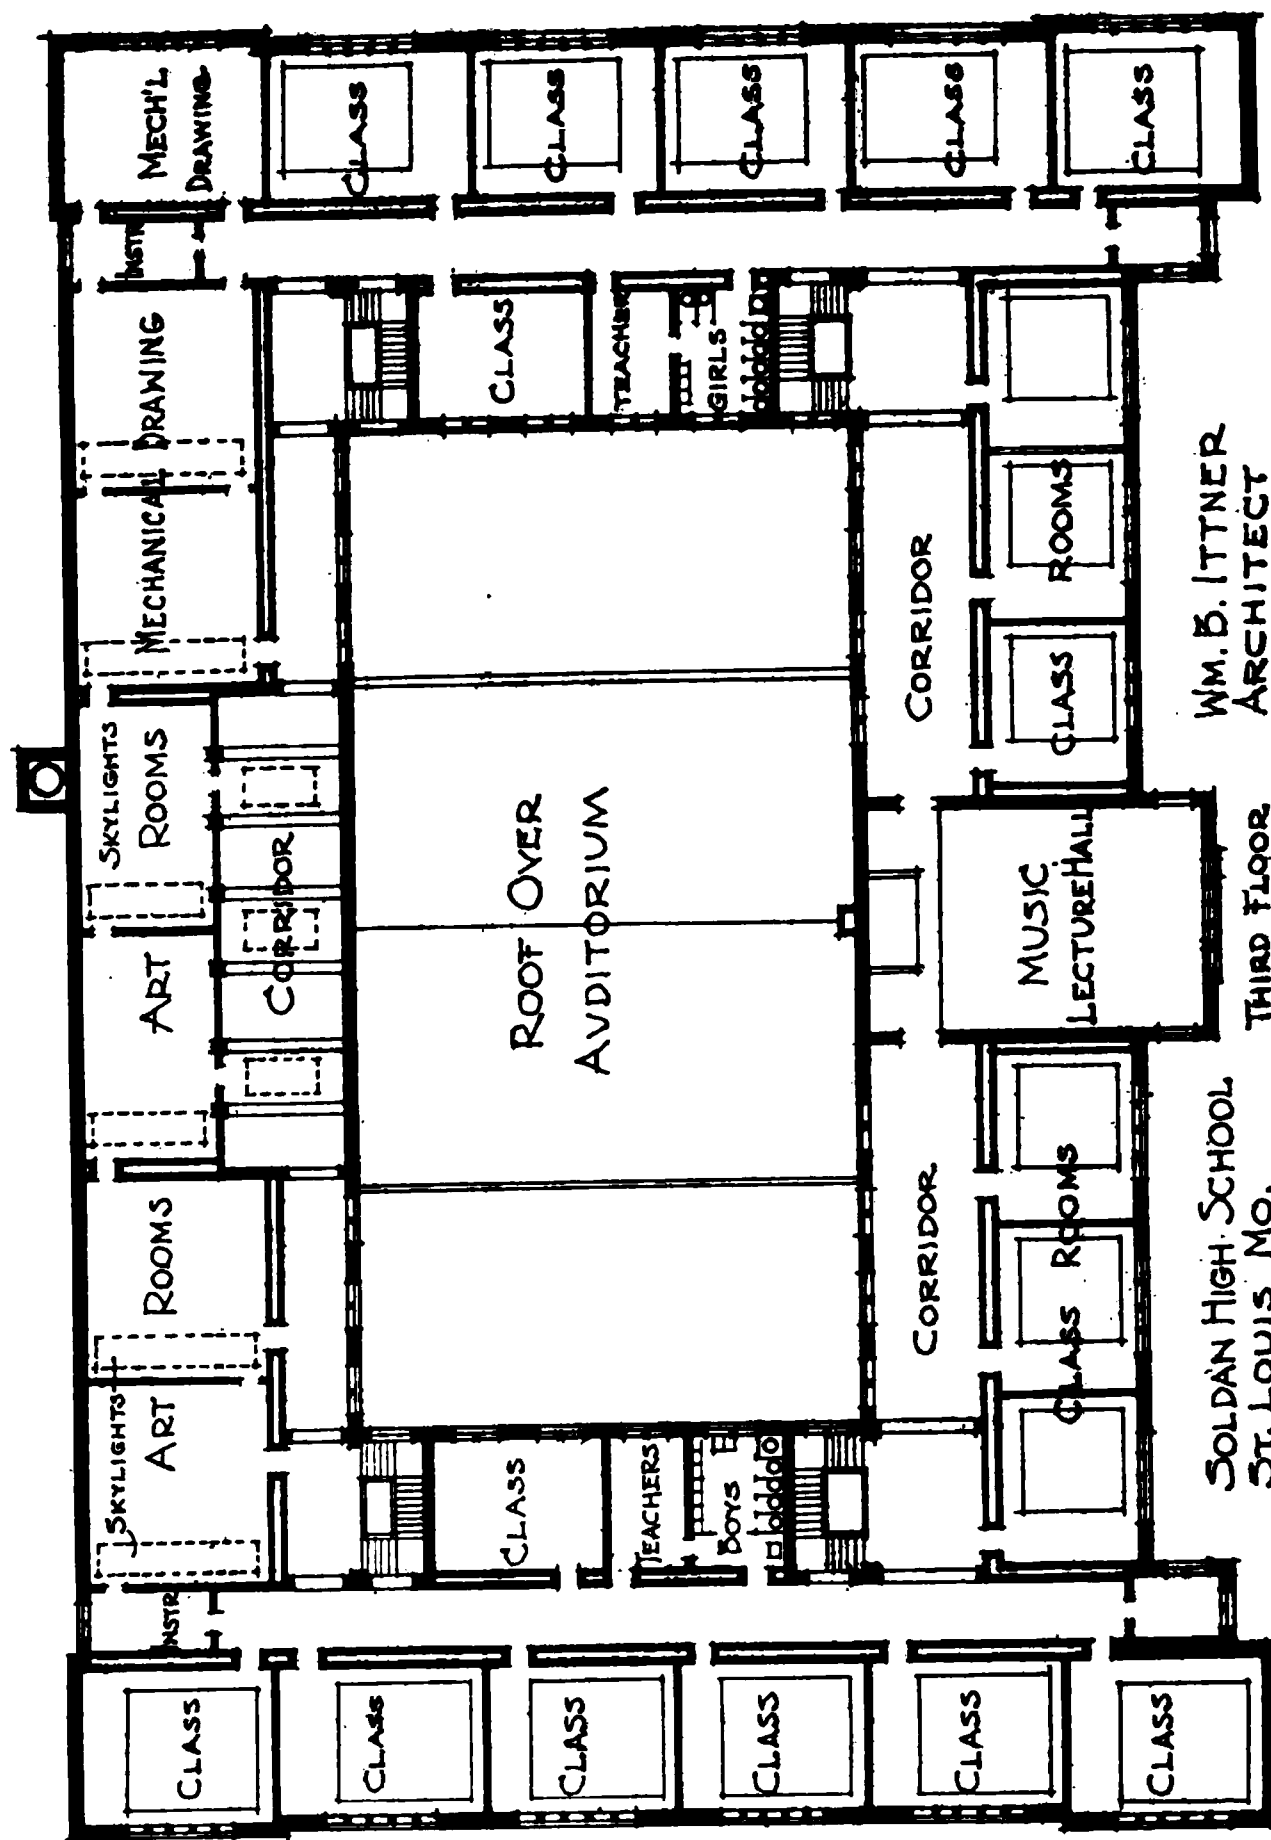 SKYLIGHTS
SKYLIGHTS
ART ROOMS
ART ROOMS
MECHANICAL DRAWING
MECH'L
DRAWING
INSTR
INSTR
CLASS
CORRIDOR
CLASS
CLASS
CLASS
CLASS
CLASS
ROOF OVER
AUDITORIUM
CLASS
CLASS
TEACHERS
TEACHER
BOYS
GIRLS
CLASS
CLASS
CORRIDOR
CORRIDOR
CLASS
CLASS
MUSIC
LECTURE HALL
CLASS ROOMS
CLASS ROOMS
CLASS
CLASS
SOLDAN HIGH SCHOOL
ST. LOUIS MO.
THIRD FLOOR
WM. B. ITTNER
ARCHITECT